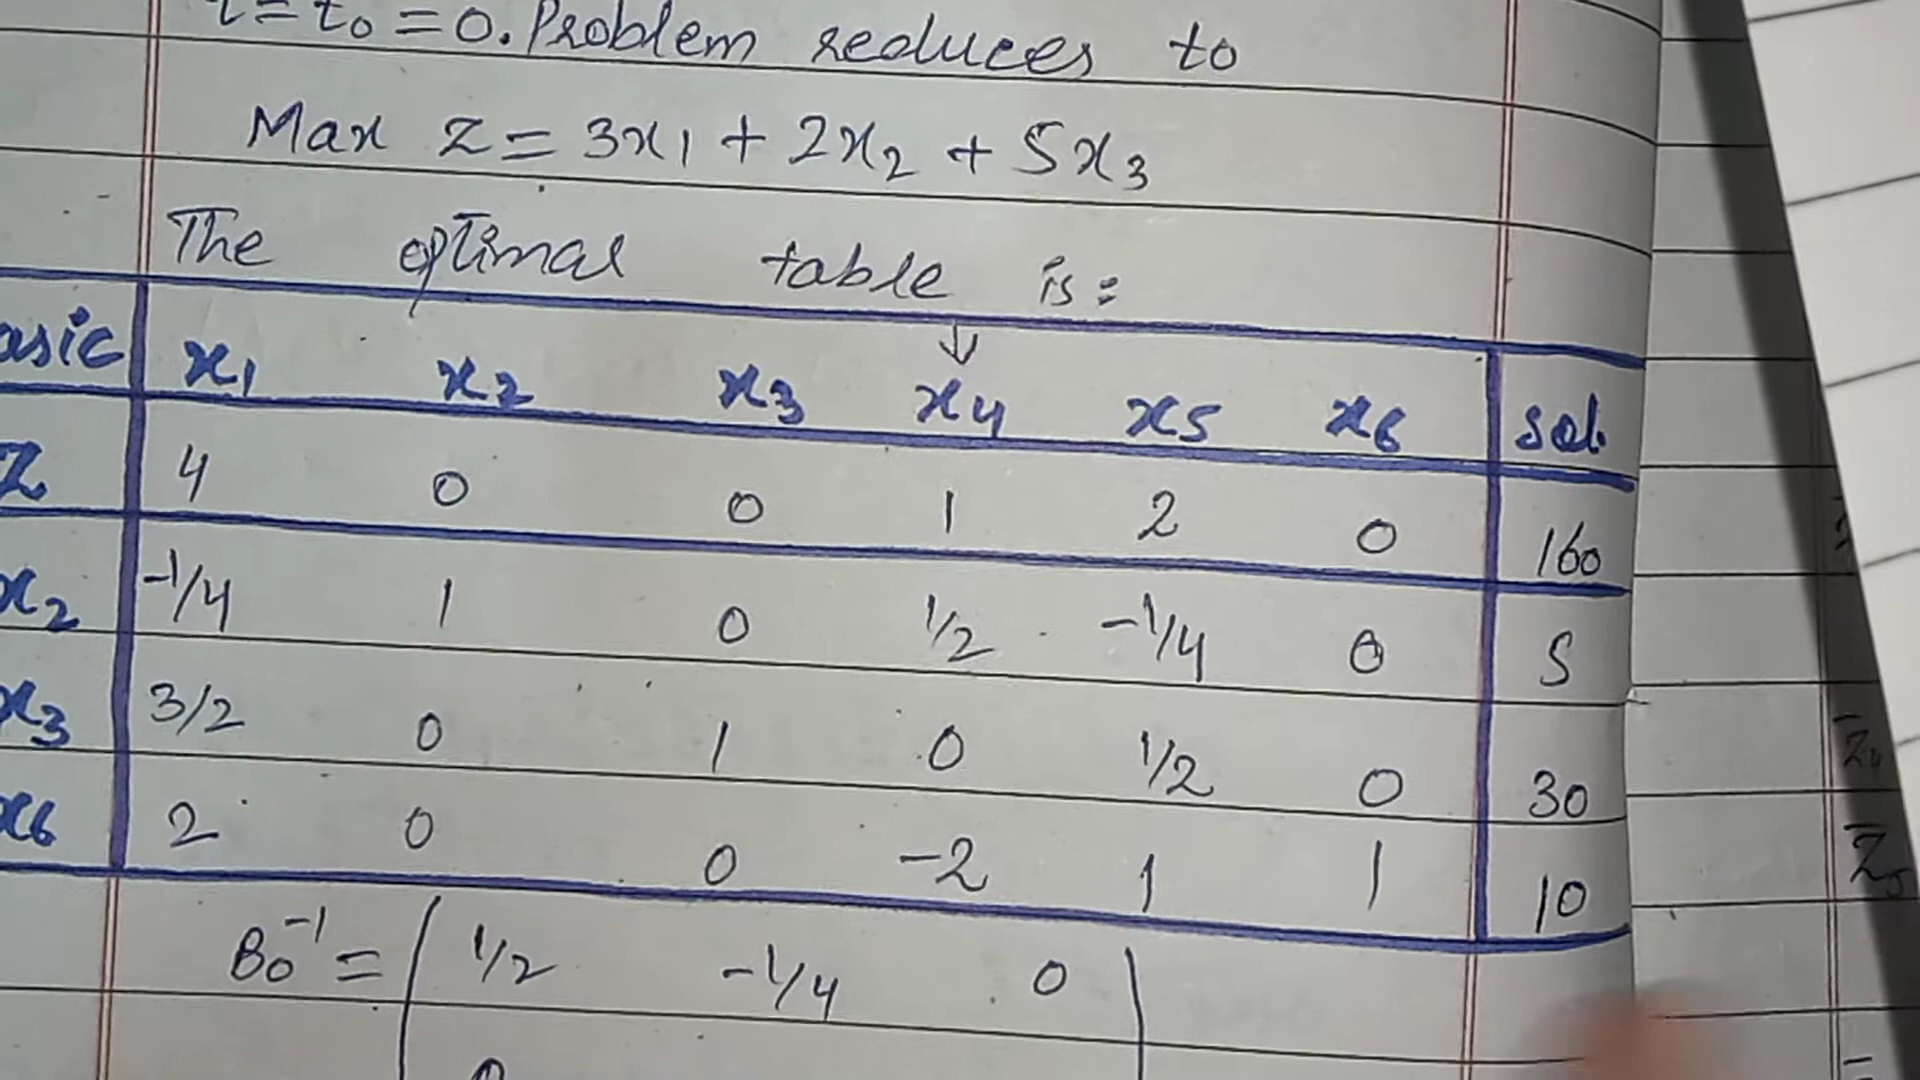 t = t₀ = 0. Problem reduces to
Max Z = 3x₁ + 2x₂ + 5x₃
The optimal table is:
asic x₁ x₂ x₃ x₄ x₅ x₆ sol.
Z 4 0 0 1 2 0 160
x₂ -1/4 1 0 1/2 -1/4 0 5
x₃ 3/2 0 1 0 1/2 0 30
x₆ 2 0 0 -2 1 1 10
B₀⁻¹ = ( 1/2 -1/4 0 )